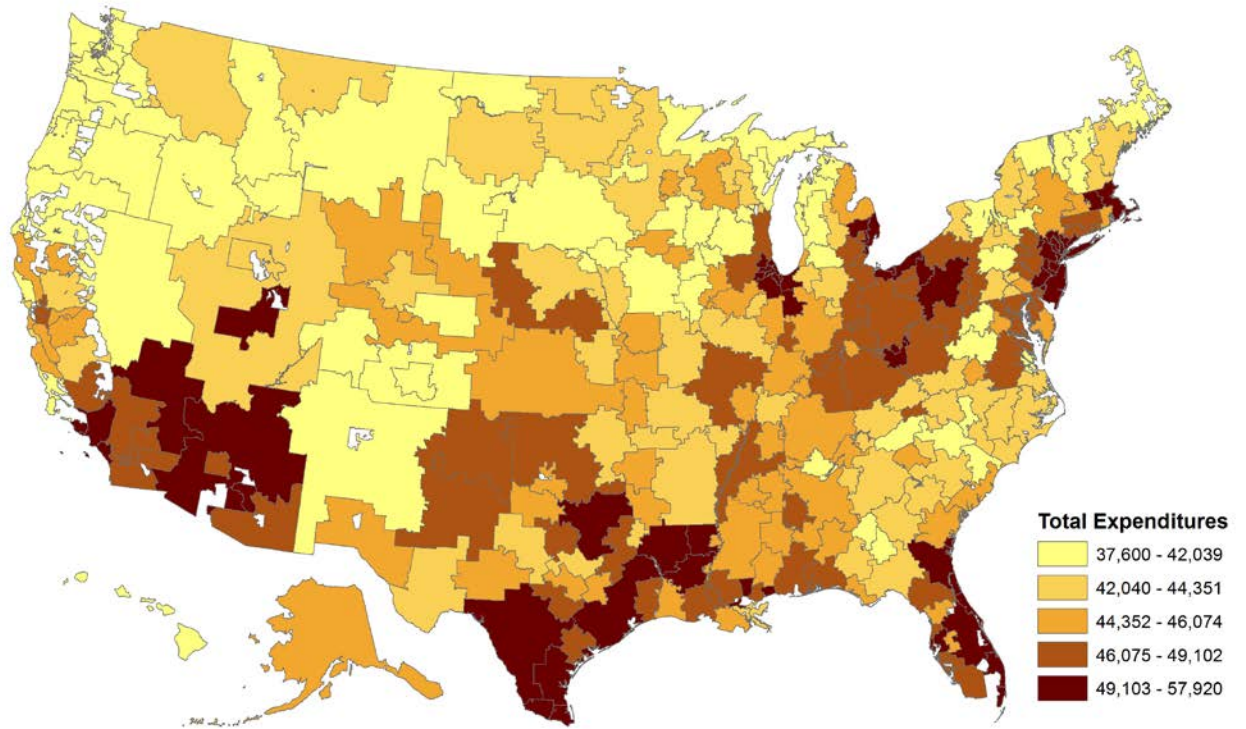 Total Expenditures
37,600 - 42,039
42,040 - 44,351
44,352 - 46,074
46,075 - 49,102
49,103 - 57,920